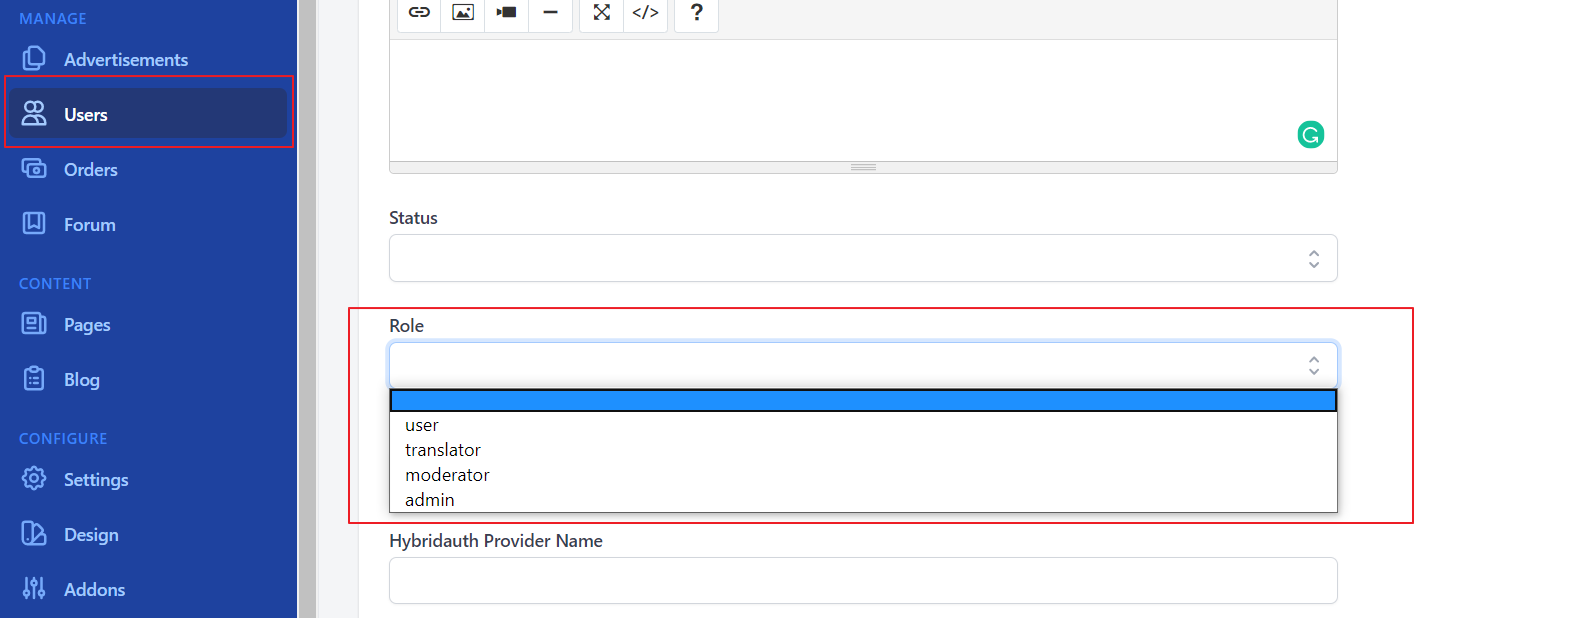 MANAGE
Advertisements
Users
Orders
Forum
CONTENT
Pages
Blog
CONFIGURE
Settings
Design
Addons
</>
?
Status
Role
user
translator
moderator
admin
Hybridauth Provider Name